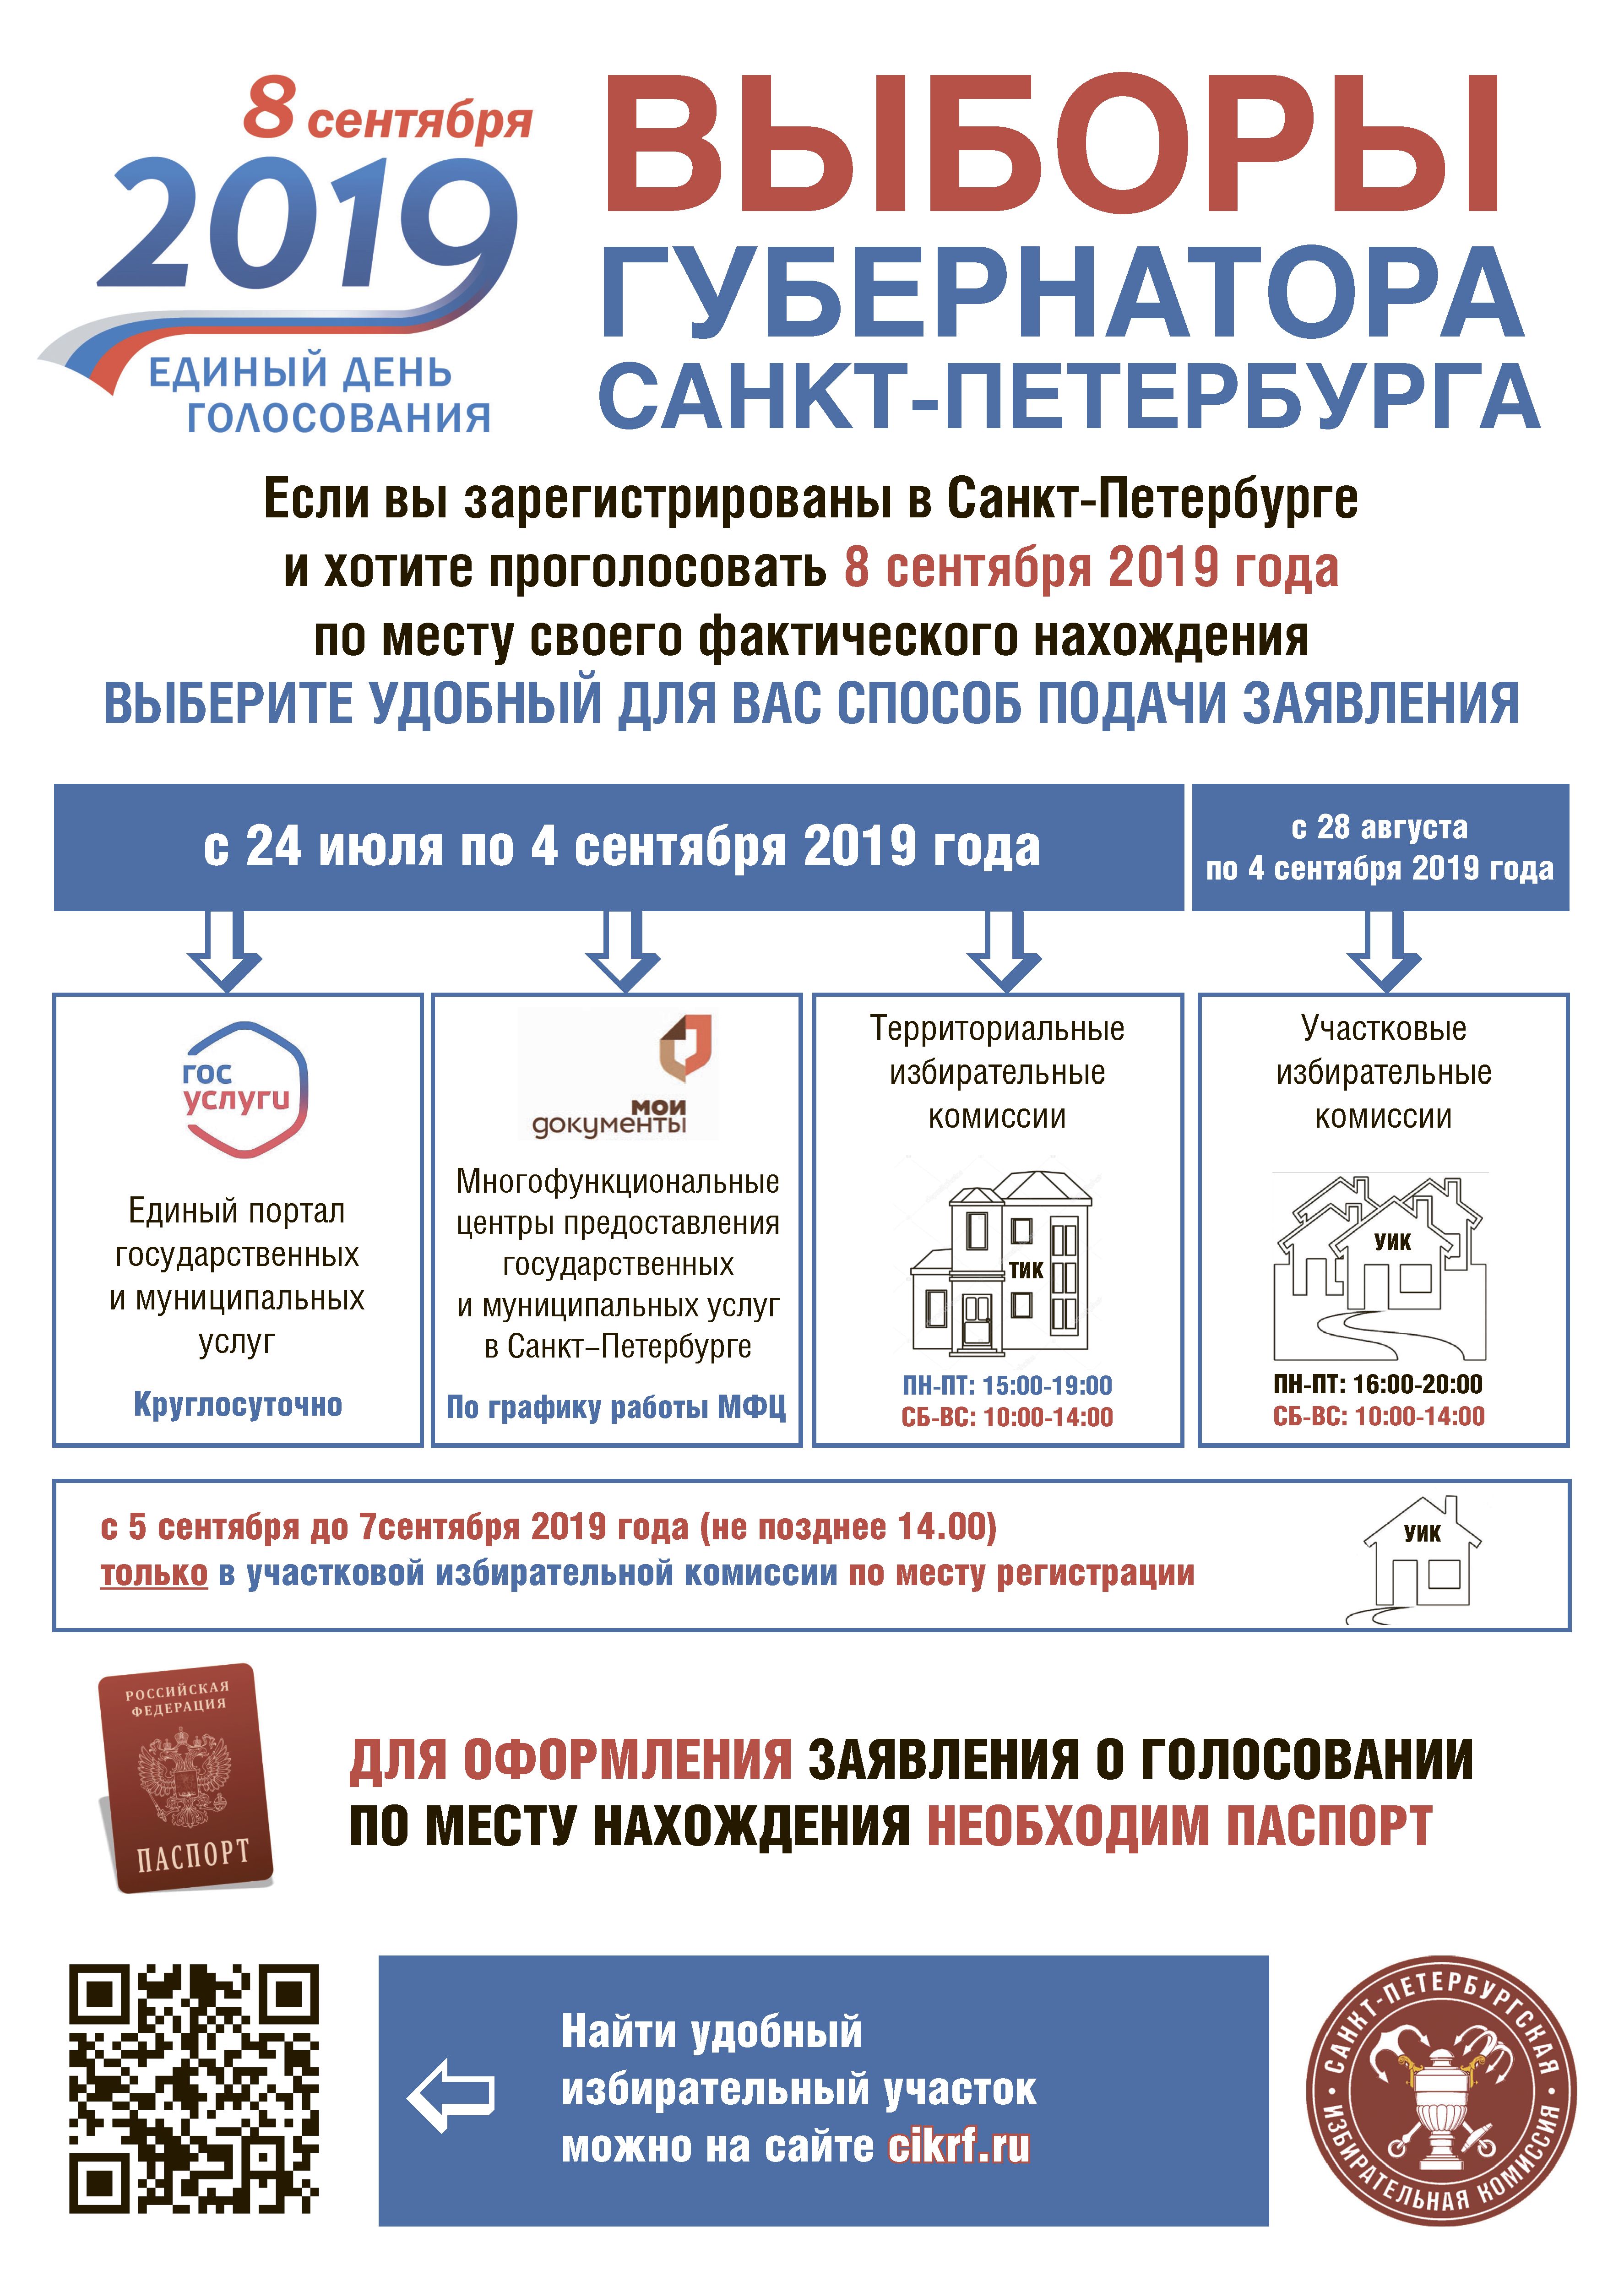 8 сентября
2019
ЕДИНЫЙ ДЕНЬ
ГОЛОСОВАНИЯ
ВЫБОРЫ
ГУБЕРНАТОРА
САНКТ-ПЕТЕРБУРГА
Если вы зарегистрированы в Санкт-Петербурге
и хотите проголосовать 8 сентября 2019 года
по месту своего фактического нахождения
ВЫБЕРИТЕ УДОБНЫЙ ДЛЯ ВАС СПОСОБ ПОДАЧИ ЗАЯВЛЕНИЯ
с 24 июля по 4 сентября 2019 года
с 28 августа
по 4 сентября 2019 года
гос
услуги
Единый портал
государственных
и муниципальных
услуг
Круглосуточно
мои
документы
Многофункциональные
центры предоставления
государственных
и муниципальных услуг
в Санкт-Петербурге
По графику работы МФЦ
Территориальные
избирательные
комиссии
ТИК
ПН-ПТ: 15:00-19:00
СБ-ВС: 10:00-14:00
Участковые
избирательные
комиссии
УИК
ПН-ПТ: 16:00-20:00
СБ-ВС: 10:00-14:00
с 5 сентября до 7сентября 2019 года (не позднее 14.00)
только в участковой избирательной комиссии по месту регистрации
УИК
РОССИЙСКАЯ
ФЕДЕРАЦИЯ
ПАСПОРТ
ДЛЯ ОФОРМЛЕНИЯ ЗАЯВЛЕНИЯ О ГОЛОСОВАНИИ
ПО МЕСТУ НАХОЖДЕНИЯ НЕОБХОДИМ ПАСПОРТ
Найти удобный
избирательный участок
можно на сайте cikrf.ru
САНКТ-ПЕТЕРБУРГСКАЯ
ИЗБИРАТЕЛЬНАЯ КОМИССИЯ